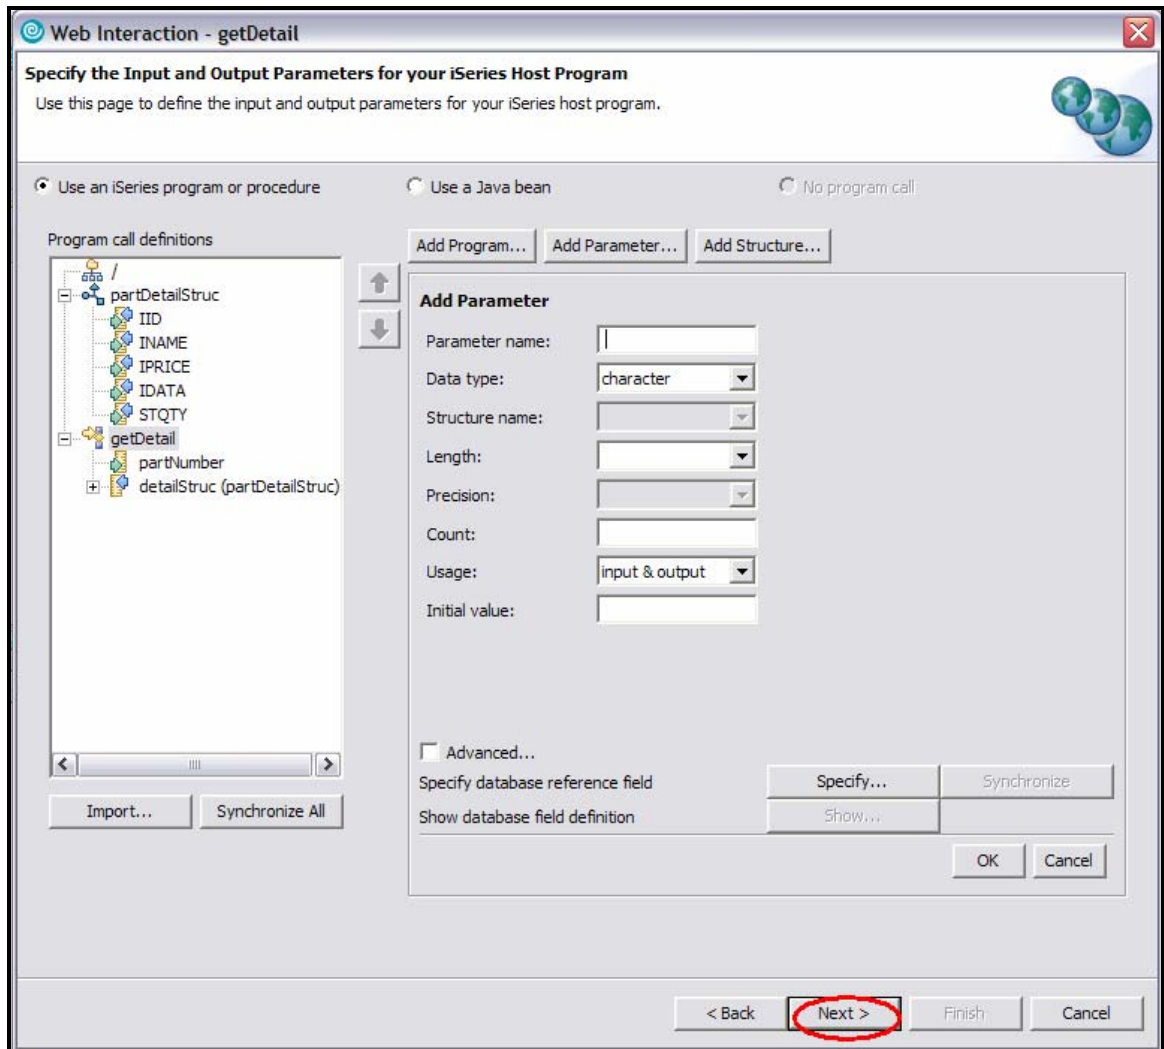 Web Interaction - getDetail
Specify the Input and Output Parameters for your iSeries Host Program
Use this page to define the input and output parameters for your iSeries host program.
Use an iSeries program or procedure
Use a Java bean
No program call
Program call definitions
/
partDetailStruc
IID
INAME
IPRICE
IDATA
STQTY
getDetail
partNumber
detailStruc (partDetailStruc)
Import...
Synchronize All
Add Program...
Add Parameter...
Add Structure...
Add Parameter
Parameter name:
Data type:
character
Structure name:
Length:
Precision:
Count:
Usage:
input & output
Initial value:
Advanced...
Specify database reference field
Specify...
Synchronize
Show database field definition
Show...
OK
Cancel
< Back
Next >
Finish
Cancel